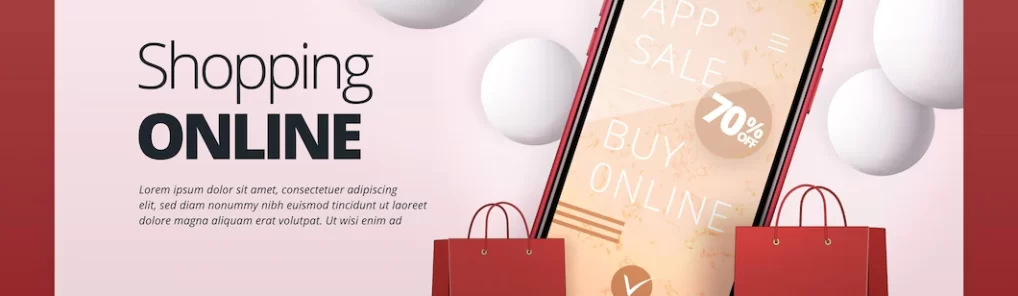 Shopping
ONLINE
Lorem ipsum dolor sit amet, consectetuer adipiscing
elit, sed diam nonummy nibh euismod tincidunt ut laoreet
dolore magna aliquam erat volutpat. Ut wisi enim ad
APP
SALE
70%
OFF
BUY
ONLINE